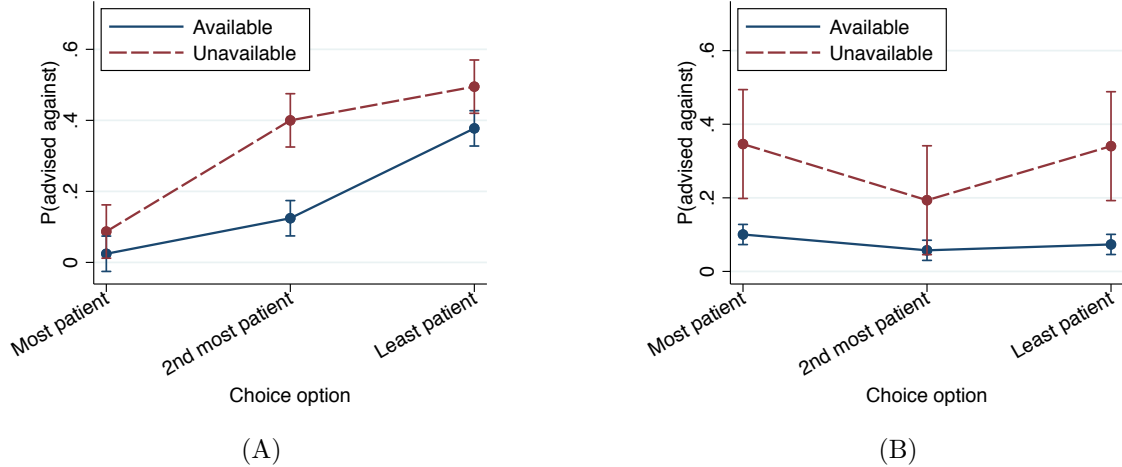 Available
Unavailable
P(advised against)
.6
.4
.2
0
Most patient
2nd most patient
Least patient
Choice option
(A)
Available
Unavailable
P(advised against)
.6
.4
.2
0
Most patient
2nd most patient
Least patient
Choice option
(B)